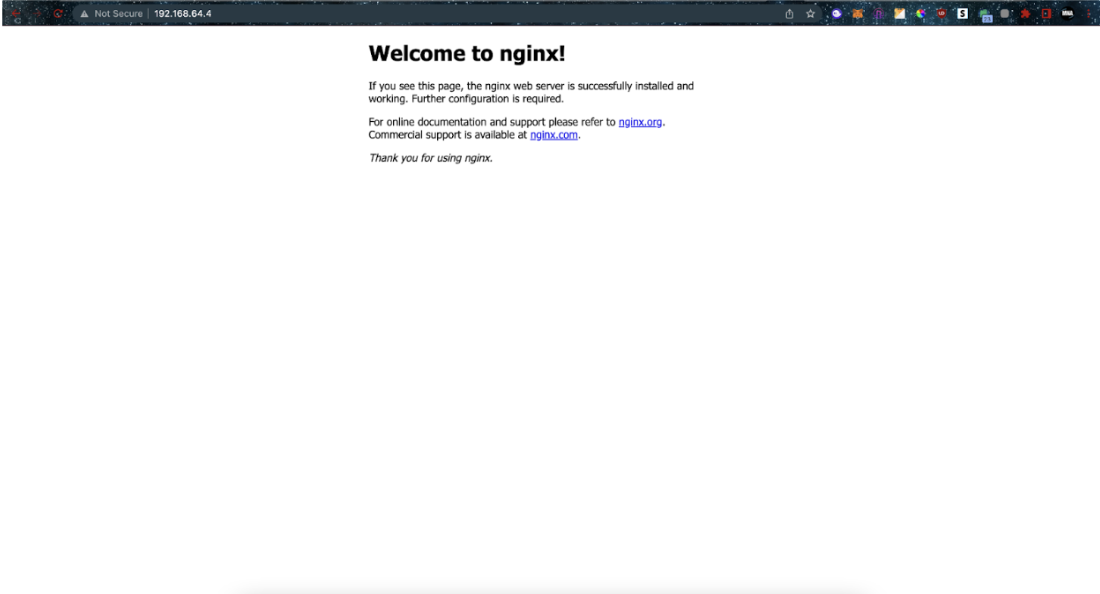 Not Secure 192.168.64.4
Welcome to nginx!
If you see this page, the nginx web server is successfully installed and
working. Further configuration is required.
For online documentation and support please refer to nginx.org.
Commercial support is available at nginx.com.
Thank you for using nginx.